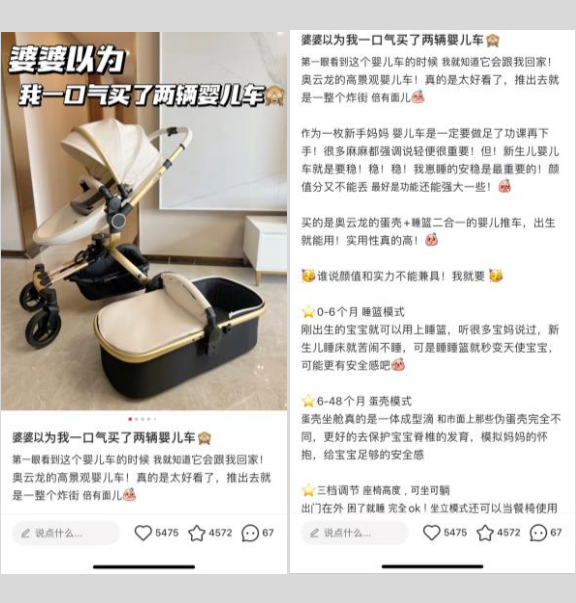 婆婆以为
我一口气买了两辆婴儿车🙈
婆婆以为我一口气买了两辆婴儿车🙈
第一眼看到这个婴儿车的时候 我就知道它会跟我回家!
奥云龙的高景观婴儿车!真的是太好看了,推出去就
是一整个炸街 倍有面儿
说点什么...
5475
4572
67
婆婆以为我一口气买了两辆婴儿车🙈
第一眼看到这个婴儿车的时候 我就知道它会跟我回家!
奥云龙的高景观婴儿车!真的是太好看了,推出去就
是一整个炸街 倍有面儿
作为一枚新手妈妈 婴儿车是一定要做足了功课再下
手!很多麻麻都强调说轻便很重要!但!新生儿婴儿
车就是要稳!稳!稳!我崽睡的安稳是最重要的!颜
值分又不能丢 最好是功能还能强大一些!
买的是奥云龙的蛋壳+睡篮二合一的婴儿推车,出生
就能用!实用性真的高!
🥳谁说颜值和实力不能兼具!我就要🥳
⭐0-6个月 睡篮模式
刚出生的宝宝就可以用上睡篮,听很多宝妈说过,新
生儿睡床就苦闹不睡,可是睡睡篮就秒变天使宝宝,
可能更有安全感吧
⭐6-48个月 蛋壳模式
蛋壳坐舱真的是一体成型滴 和市面上那些伪蛋壳完全不
同,更好的去保护宝宝脊椎的发育,模拟妈妈的怀
抱,给宝宝足够的安全感
⭐三档调节 座椅高度,可坐可躺
出门在外 困了就睡 完全ok!坐立模式还可以当餐椅使用
说点什么...
5475
4572
67